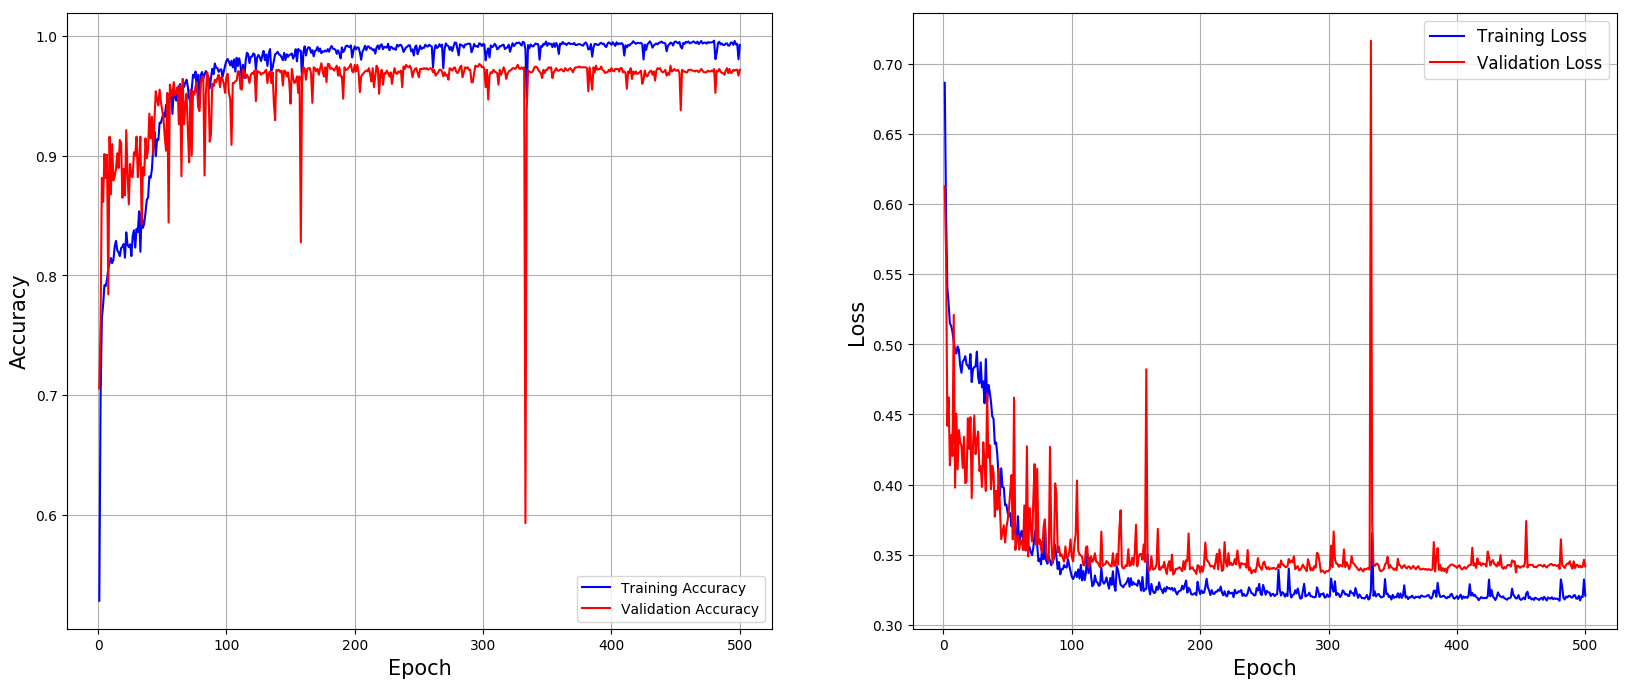 1.0
0.9
0.8
0.7
0.6
Accuracy
0 100 200 300 400 500
Epoch
Training Accuracy
Validation Accuracy
0.70
0.65
0.60
0.55
0.50
0.45
0.40
0.35
0.30
Loss
0 100 200 300 400 500
Epoch
Training Loss
Validation Loss